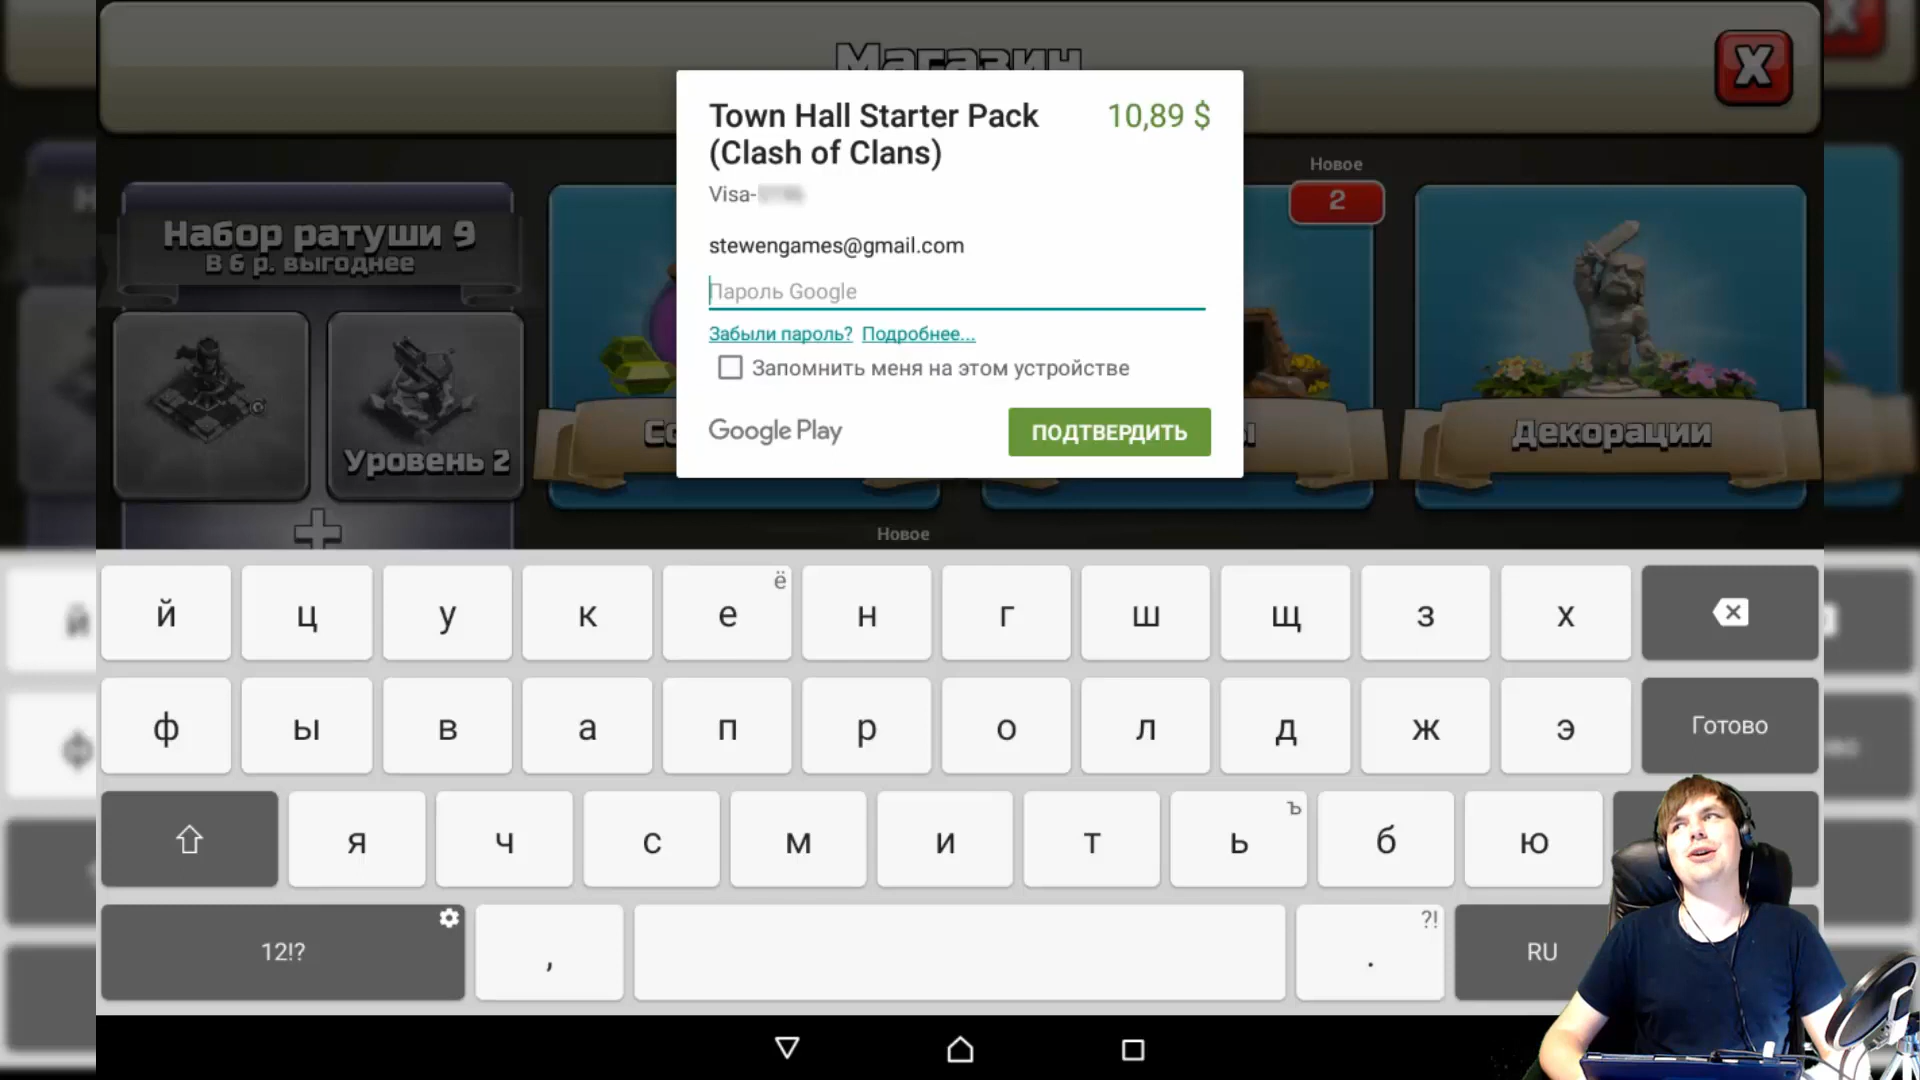 Магазин
Town Hall Starter Pack
(Clash of Clans)
10,89 $
Visa-
stewengames@gmail.com
Пароль Google
Забыли пароль? Подробнее...
Запомнить меня на этом устройстве
Google Play
ПОДТВЕРДИТЬ
Набор ратуши 9
В 6 р. выгоднее
Уровень 2
Новое
2
Декорации
Новое
й ц у к е ё н г ш щ з х
ф ы в а п р о л д ж э Готово
я ч с м и т ь ъ б ю
12!? , . ?! RU